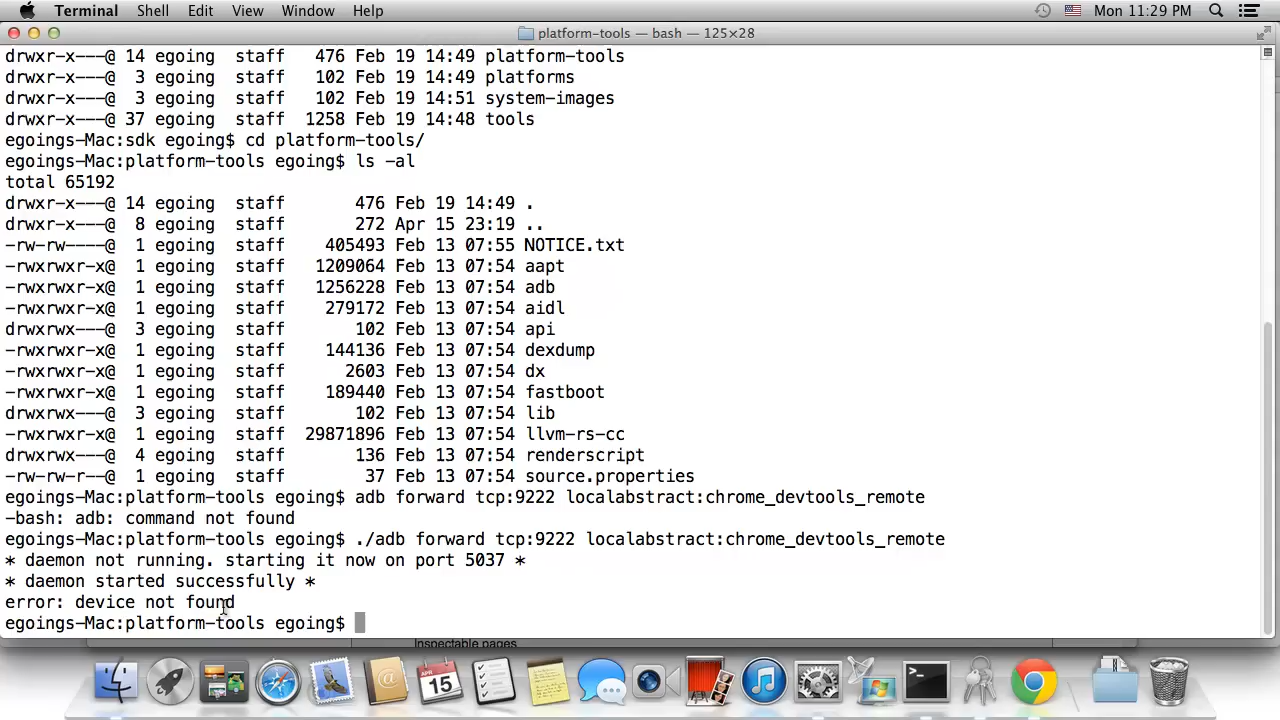 Terminal Shell Edit View Window Help Mon 11:29 PM
platform-tools — bash — 125×28
drwxr-x---@ 14 egoing staff 476 Feb 19 14:49 platform-tools
drwxr-x---@ 3 egoing staff 102 Feb 19 14:49 platforms
drwxr-x---@ 3 egoing staff 102 Feb 19 14:51 system-images
drwxr-x---@ 37 egoing staff 1258 Feb 19 14:48 tools
egoings-Mac:sdk egoing$ cd platform-tools/
egoings-Mac:platform-tools egoing$ ls -al
total 65192
drwxr-x---@ 14 egoing staff 476 Feb 19 14:49 .
drwxr-x---@ 8 egoing staff 272 Apr 15 23:19 ..
-rw-rw----@ 1 egoing staff 405493 Feb 13 07:55 NOTICE.txt
-rwxrwxr-x@ 1 egoing staff 1209064 Feb 13 07:54 aapt
-rwxrwxr-x@ 1 egoing staff 1256228 Feb 13 07:54 adb
-rwxrwxr-x@ 1 egoing staff 279172 Feb 13 07:54 aidl
drwxrwx---@ 3 egoing staff 102 Feb 13 07:54 api
-rwxrwxr-x@ 1 egoing staff 144136 Feb 13 07:54 dexdump
-rwxrwxr-x@ 1 egoing staff 2603 Feb 13 07:54 dx
-rwxrwxr-x@ 1 egoing staff 189440 Feb 13 07:54 fastboot
drwxrwx---@ 3 egoing staff 102 Feb 13 07:54 lib
-rwxrwxr-x@ 1 egoing staff 29871896 Feb 13 07:54 llvm-rs-cc
drwxrwx---@ 4 egoing staff 136 Feb 13 07:54 renderscript
-rw-rw-r--@ 1 egoing staff 37 Feb 13 07:54 source.properties
egoings-Mac:platform-tools egoing$ adb forward tcp:9222 localabstract:chrome_devtools_remote
-bash: adb: command not found
egoings-Mac:platform-tools egoing$ ./adb forward tcp:9222 localabstract:chrome_devtools_remote
* daemon not running. starting it now on port 5037 *
* daemon started successfully *
error: device not found
egoings-Mac:platform-tools egoing$
Inspectable pages
APR
15